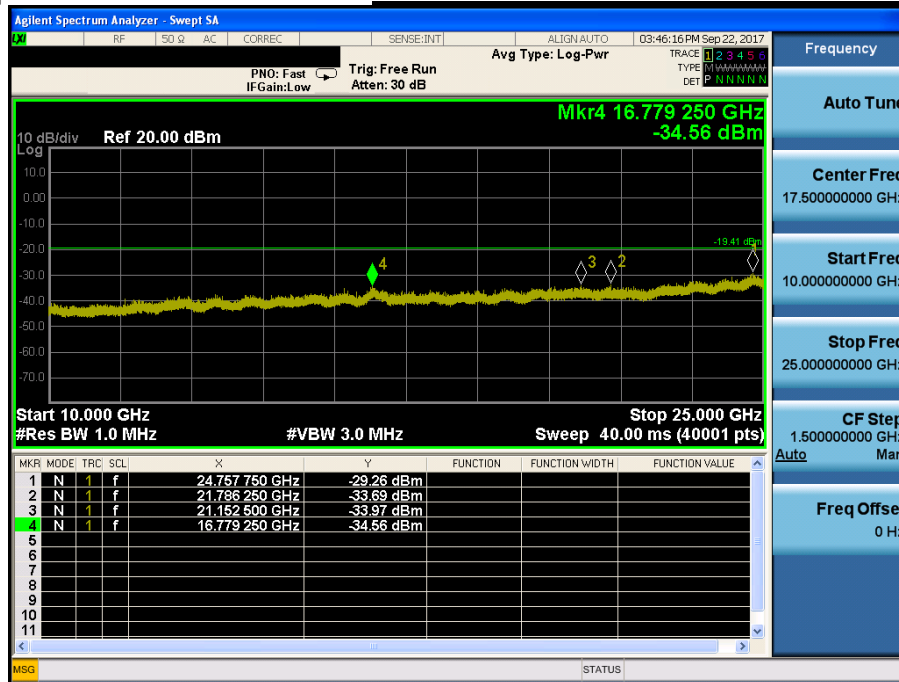 Agilent Spectrum Analyzer - Swept SA
LXI RF 50 Ω AC CORREC SENSE:INT ALIGN AUTO 03:46:16 PM Sep 22, 2017
PNO: Fast
IFGain:Low
Trig: Free Run
Atten: 30 dB
Avg Type: Log-Pwr
TRACE 1 2 3 4 5 6
TYPE M WWWWW
DET P N N N N N
Mkr4 16.779 250 GHz
-34.56 dBm
10 dB/div Ref 20.00 dBm
Log
10.0
0.00
-10.0
-20.0
-30.0
-40.0
-50.0
-60.0
-70.0
-19.41 dBm
4
3
2
Start 10.000 GHz Stop 25.000 GHz
#Res BW 1.0 MHz #VBW 3.0 MHz Sweep 40.00 ms (40001 pts)
MKR MODE TRC SCL X Y FUNCTION FUNCTION WIDTH FUNCTION VALUE
1 N 1 f 24.757 750 GHz -29.26 dBm
2 N 1 f 21.786 250 GHz -33.69 dBm
3 N 1 f 21.152 500 GHz -33.97 dBm
4 N 1 f 16.779 250 GHz -34.56 dBm
5
6
7
8
9
10
11
MSG STATUS
Frequency
Auto Tune
Center Freq
17.500000000 GHz
Start Freq
10.000000000 GHz
Stop Freq
25.000000000 GHz
CF Step
1.500000000 GHz
Auto Man
Freq Offset
0 Hz